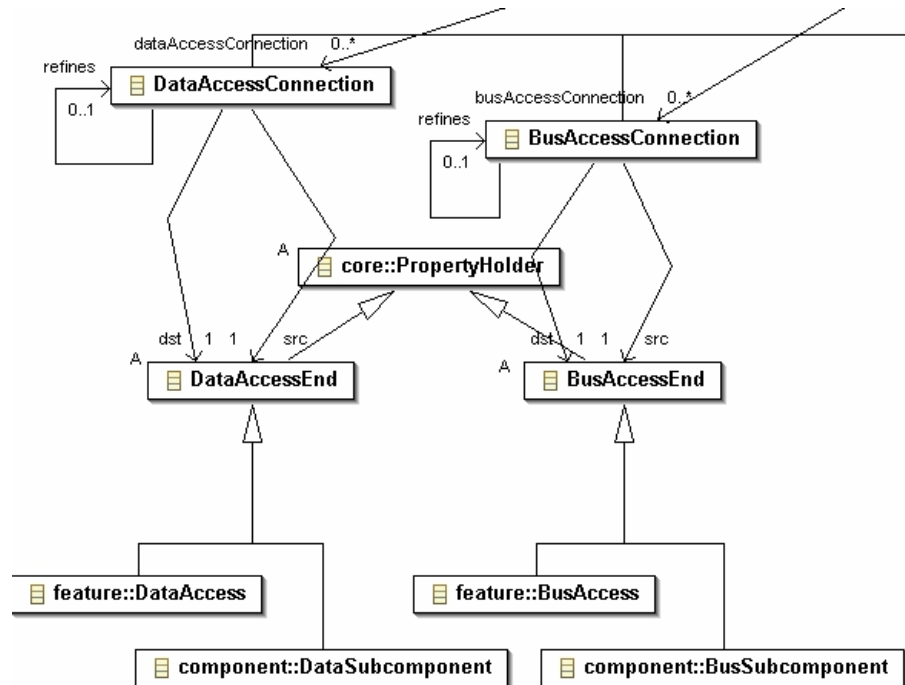 dataAccessConnection 0..*
refines
DataAccessConnection
0..1
busAccessConnection 0..*
refines
BusAccessConnection
0..1
A
core::PropertyHolder
dst 1 1 src
dst 1 1 src
A
DataAccessEnd
A
BusAccessEnd
feature::DataAccess
feature::BusAccess
component::DataSubcomponent
component::BusSubcomponent